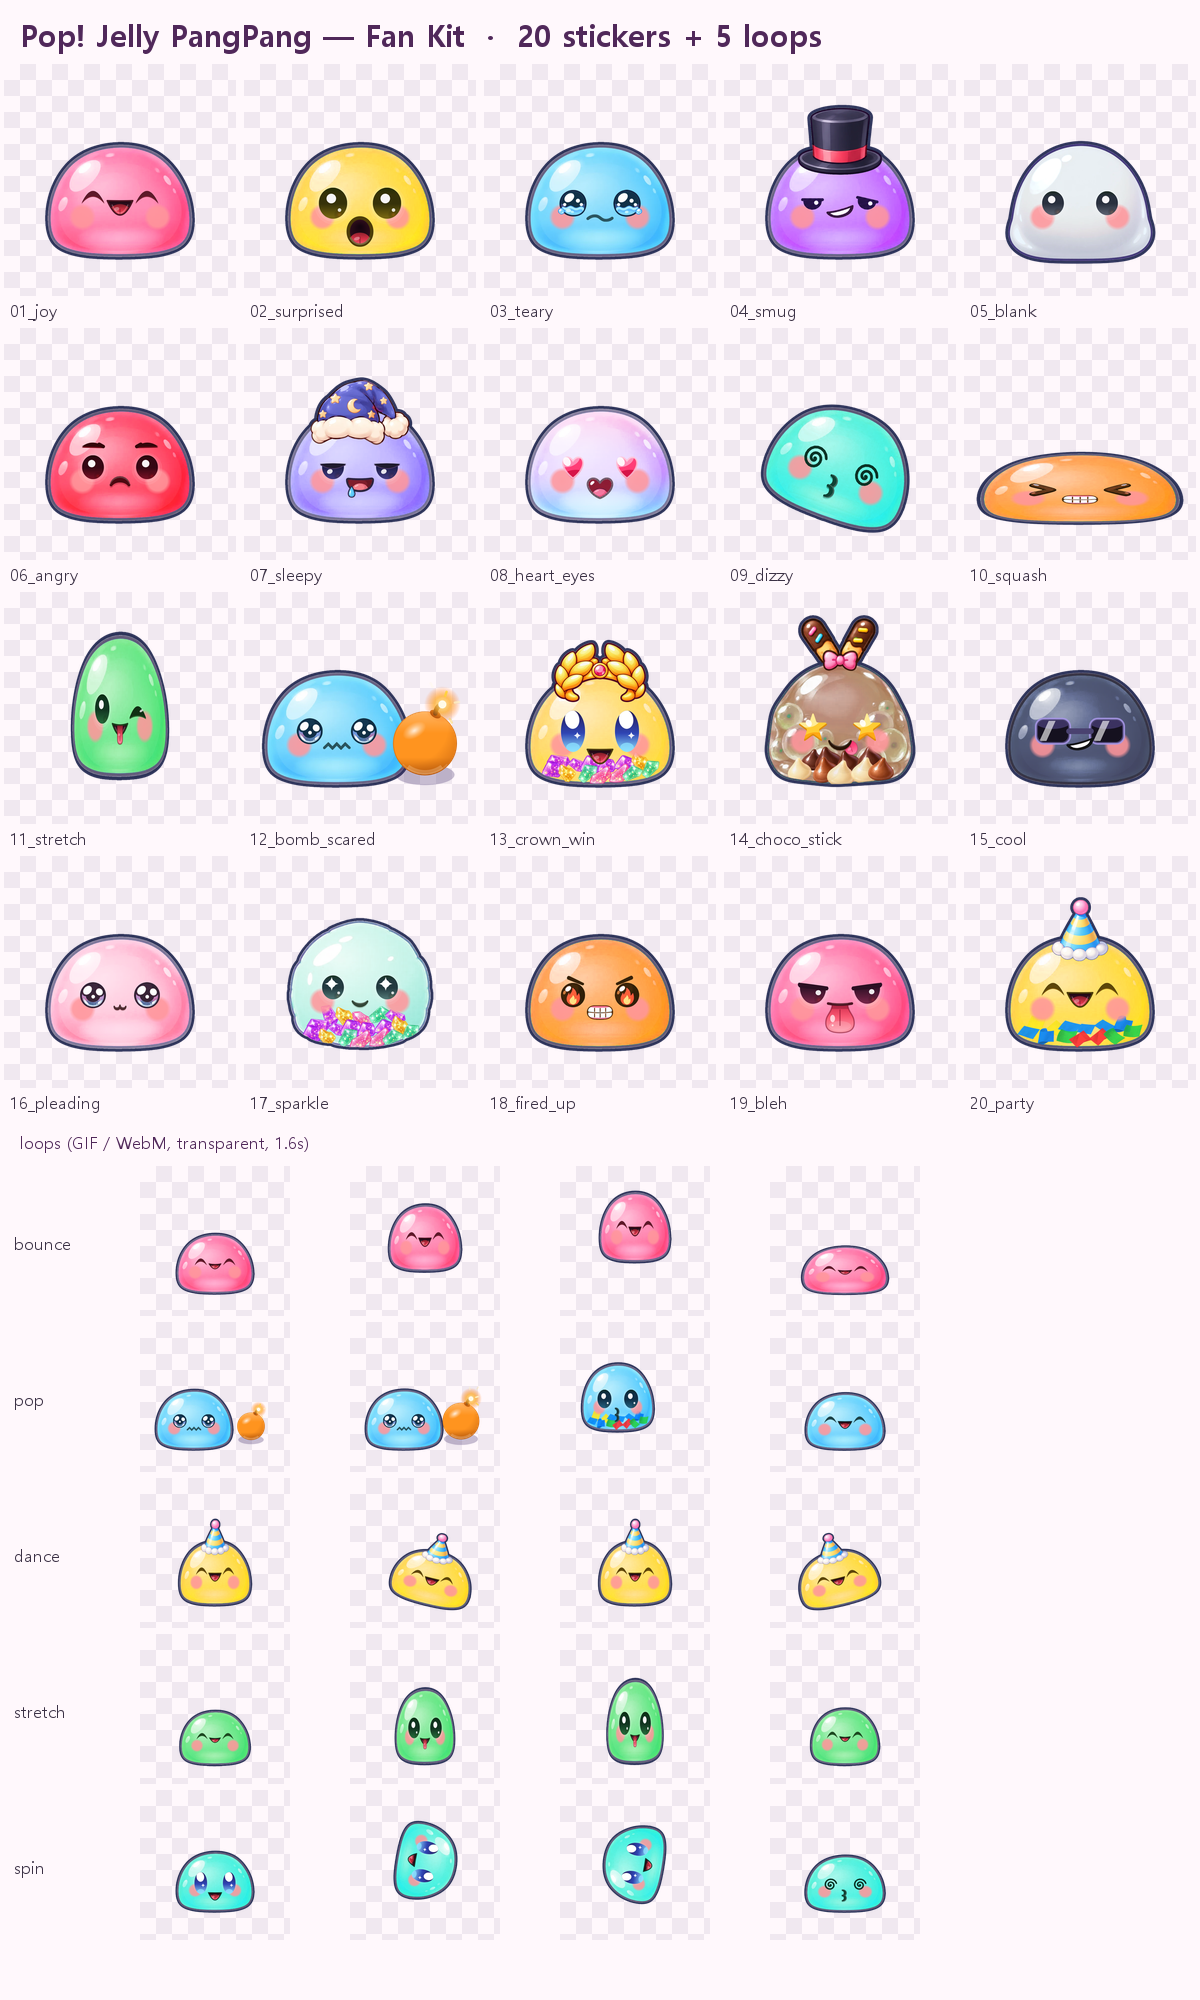 Pop! Jelly PangPang — Fan Kit · 20 stickers + 5 loops
01_joy 02_surprised 03_teary 04_smug 05_blank
06_angry 07_sleepy 08_heart_eyes 09_dizzy 10_squash
11_stretch 12_bomb_scared 13_crown_win 14_choco_stick 15_cool
16_pleading 17_sparkle 18_fired_up 19_bleh 20_party
loops (GIF / WebM, transparent, 1.6s)
bounce
pop
dance
stretch
spin